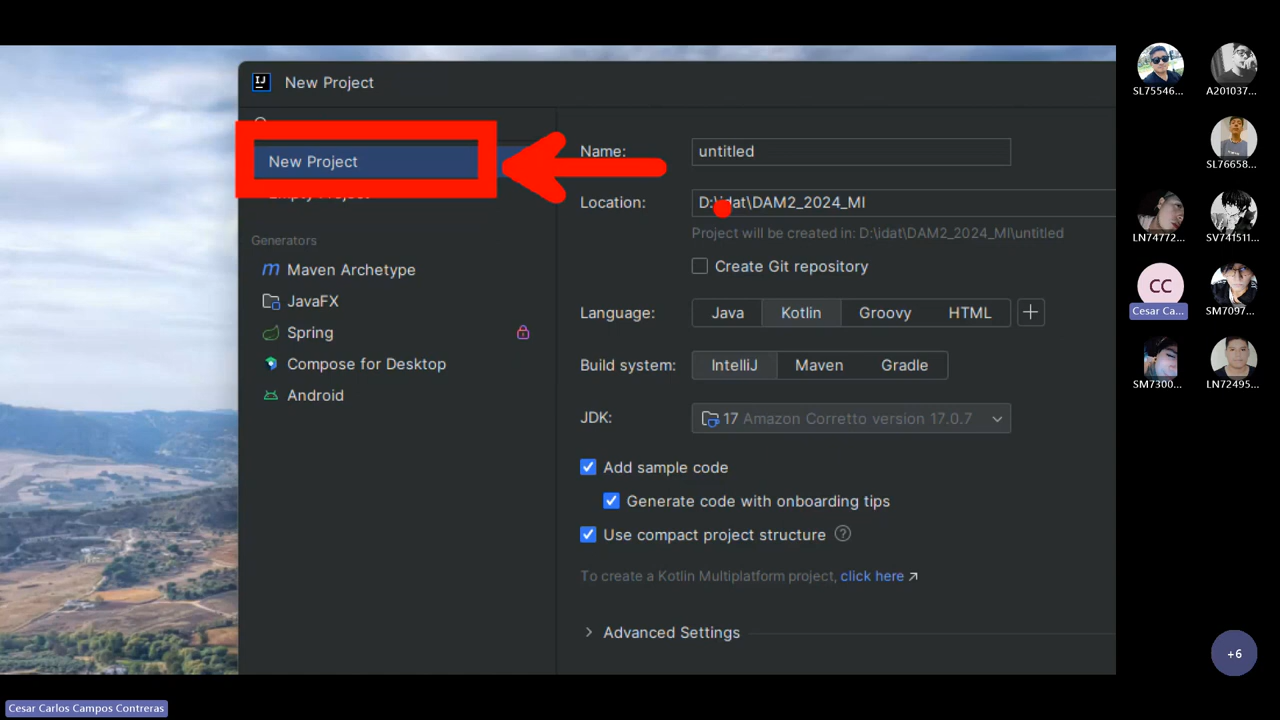 New Project
New Project
Empty Project
Generators
Maven Archetype
JavaFX
Spring
Compose for Desktop
Android
Name:
untitled
Location:
D:\idat\DAM2_2024_MI
Project will be created in: D:\idat\DAM2_2024_MI\untitled
Create Git repository
Language:
Java Kotlin Groovy HTML
Build system:
IntelliJ Maven Gradle
JDK:
17 Amazon Corretto version 17.0.7
Add sample code
Generate code with onboarding tips
Use compact project structure
To create a Kotlin Multiplatform project, click here ↗
Advanced Settings
SL75546...
A201037...
SL76658...
LN74772...
SV741511...
CC
Cesar Ca...
SM7097...
SM7300...
LN72495...
+6
Cesar Carlos Campos Contreras